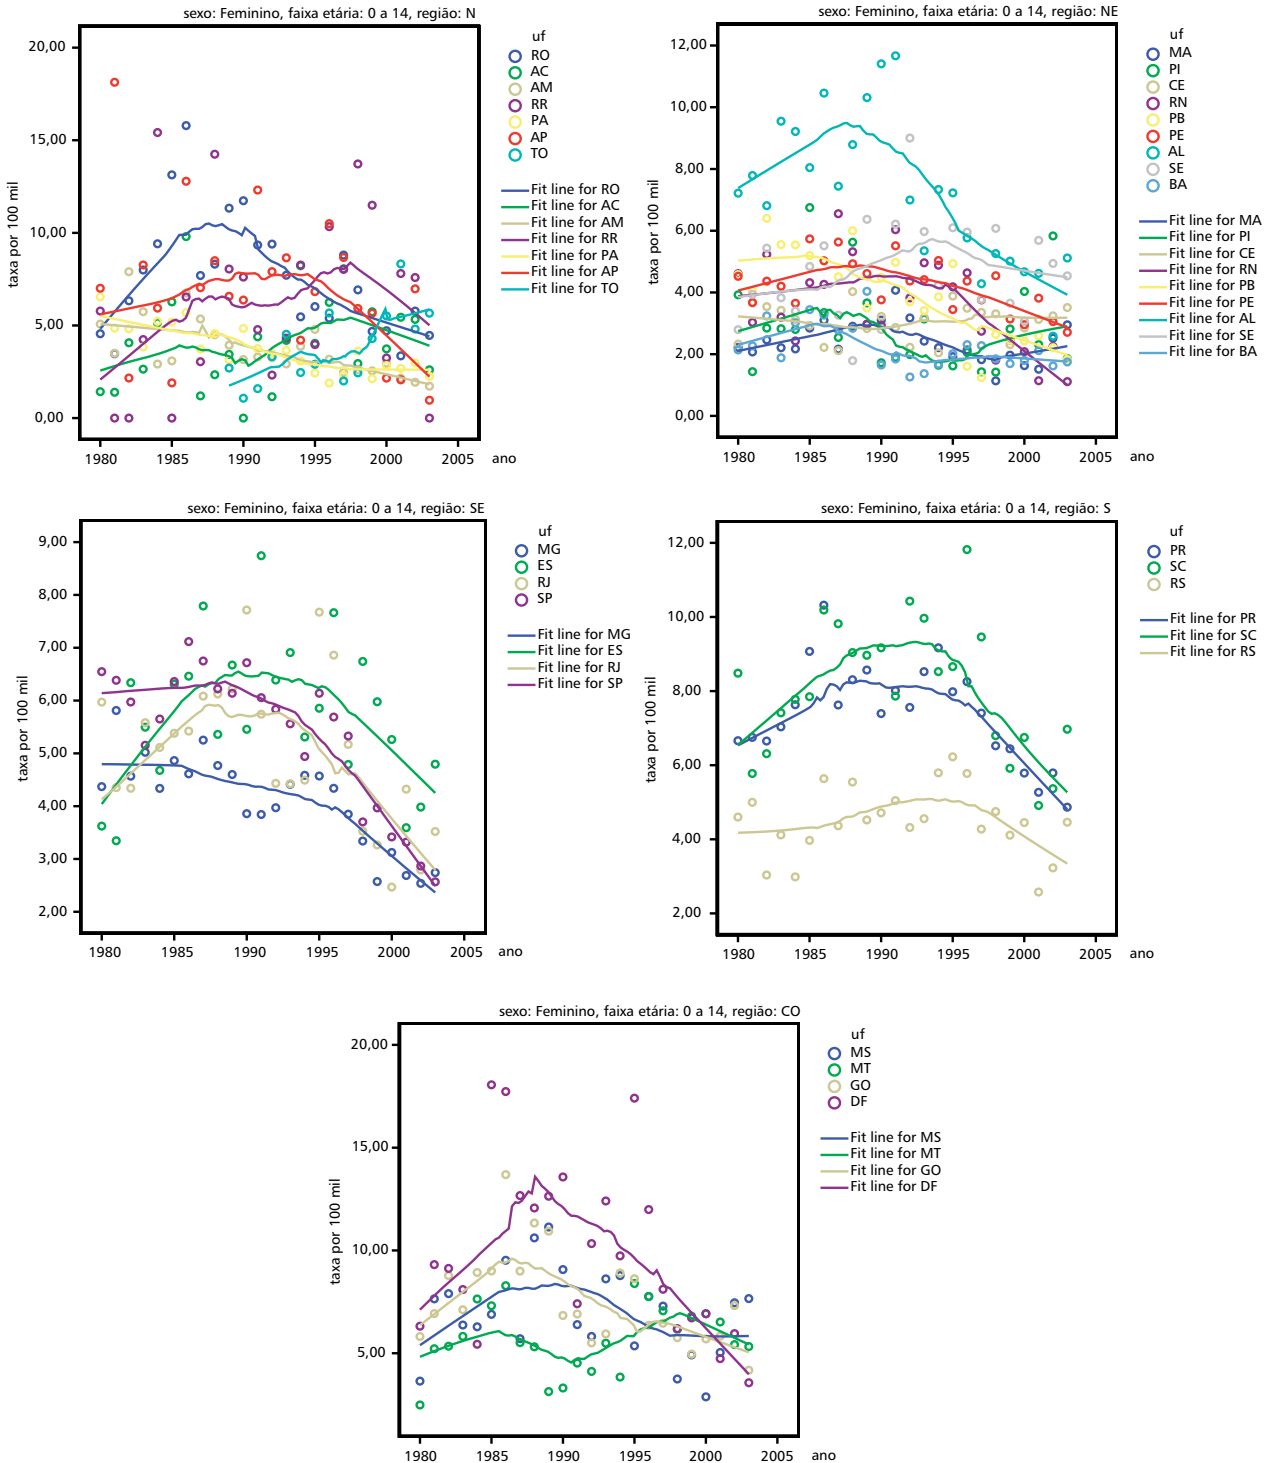 sexo: Feminino, faixa etária: 0 a 14, região: N
taxa por 100 mil
20,00
15,00
10,00
5,00
0,00
1980 1985 1990 1995 2000 2005 ano
uf
RO
AC
AM
RR
PA
AP
TO
Fit line for RO
Fit line for AC
Fit line for AM
Fit line for RR
Fit line for PA
Fit line for AP
Fit line for TO
sexo: Feminino, faixa etária: 0 a 14, região: NE
taxa por 100 mil
12,00
10,00
8,00
6,00
4,00
2,00
0,00
1980 1985 1990 1995 2000 2005 ano
uf
MA
PI
CE
RN
PB
PE
AL
SE
BA
Fit line for MA
Fit line for PI
Fit line for CE
Fit line for RN
Fit line for PB
Fit line for PE
Fit line for AL
Fit line for SE
Fit line for BA
sexo: Feminino, faixa etária: 0 a 14, região: SE
taxa por 100 mil
9,00
8,00
7,00
6,00
5,00
4,00
3,00
2,00
1980 1985 1990 1995 2000 2005 ano
uf
MG
ES
RJ
SP
Fit line for MG
Fit line for ES
Fit line for RJ
Fit line for SP
sexo: Feminino, faixa etária: 0 a 14, região: S
taxa por 100 mil
12,00
10,00
8,00
6,00
4,00
2,00
1980 1985 1990 1995 2000 2005 ano
uf
PR
SC
RS
Fit line for PR
Fit line for SC
Fit line for RS
sexo: Feminino, faixa etária: 0 a 14, região: CO
taxa por 100 mil
20,00
15,00
10,00
5,00
1980 1985 1990 1995 2000 2005 ano
uf
MS
MT
GO
DF
Fit line for MS
Fit line for MT
Fit line for GO
Fit line for DF